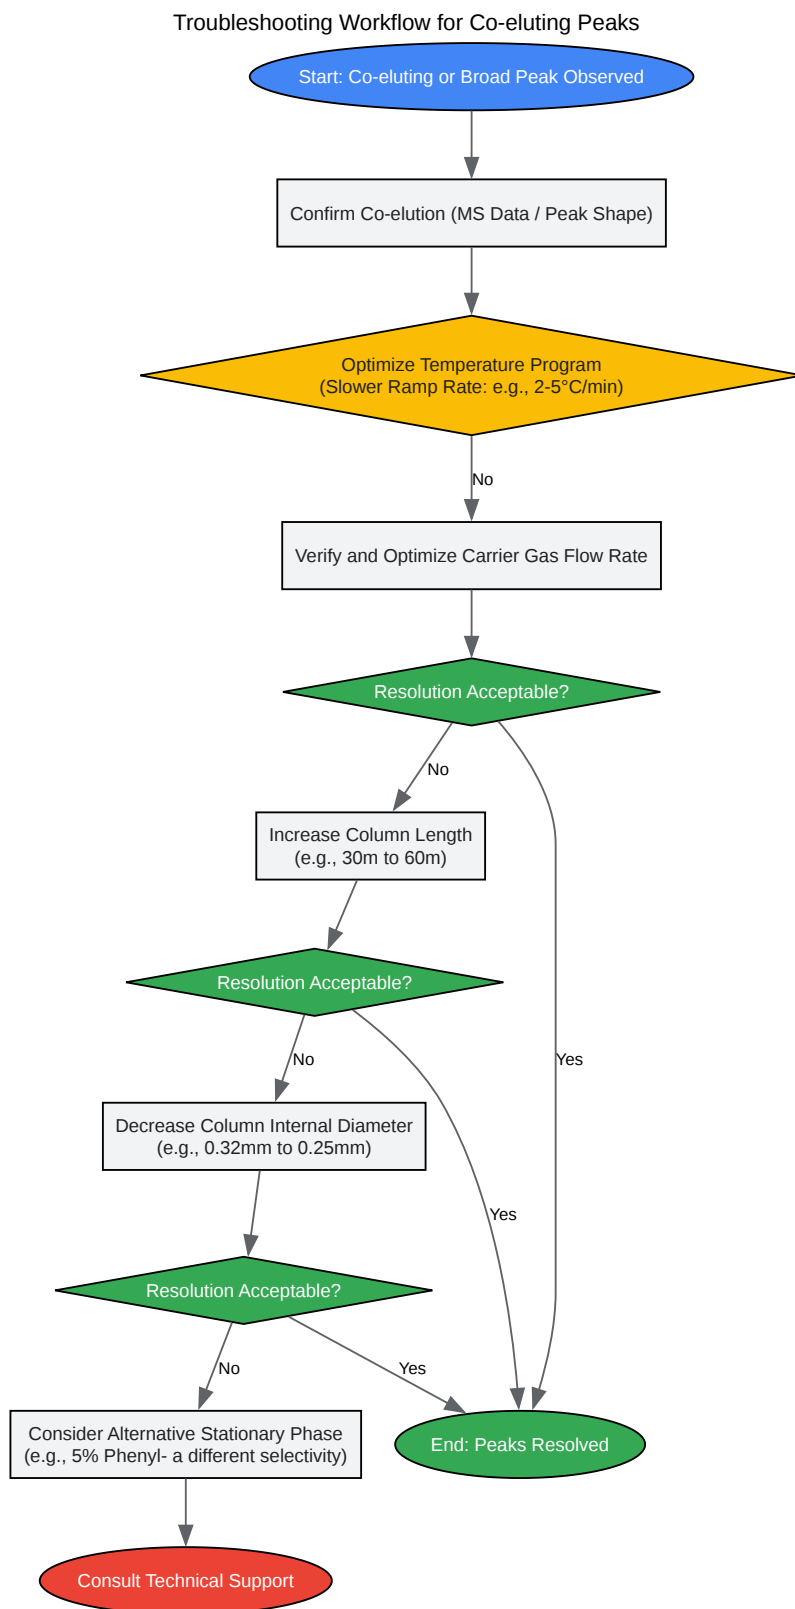 Troubleshooting Workflow for Co-eluting Peaks
Start: Co-eluting or Broad Peak Observed
Confirm Co-elution (MS Data / Peak Shape)
Optimize Temperature Program
(Slower Ramp Rate: e.g., 2-5°C/min)
No
Verify and Optimize Carrier Gas Flow Rate
Resolution Acceptable?
No
Increase Column Length
(e.g., 30m to 60m)
Resolution Acceptable?
No
Yes
Decrease Column Internal Diameter
(e.g., 0.32mm to 0.25mm)
Yes
Resolution Acceptable?
No
Yes
Consider Alternative Stationary Phase
(e.g., 5% Phenyl- a different selectivity)
End: Peaks Resolved
Consult Technical Support